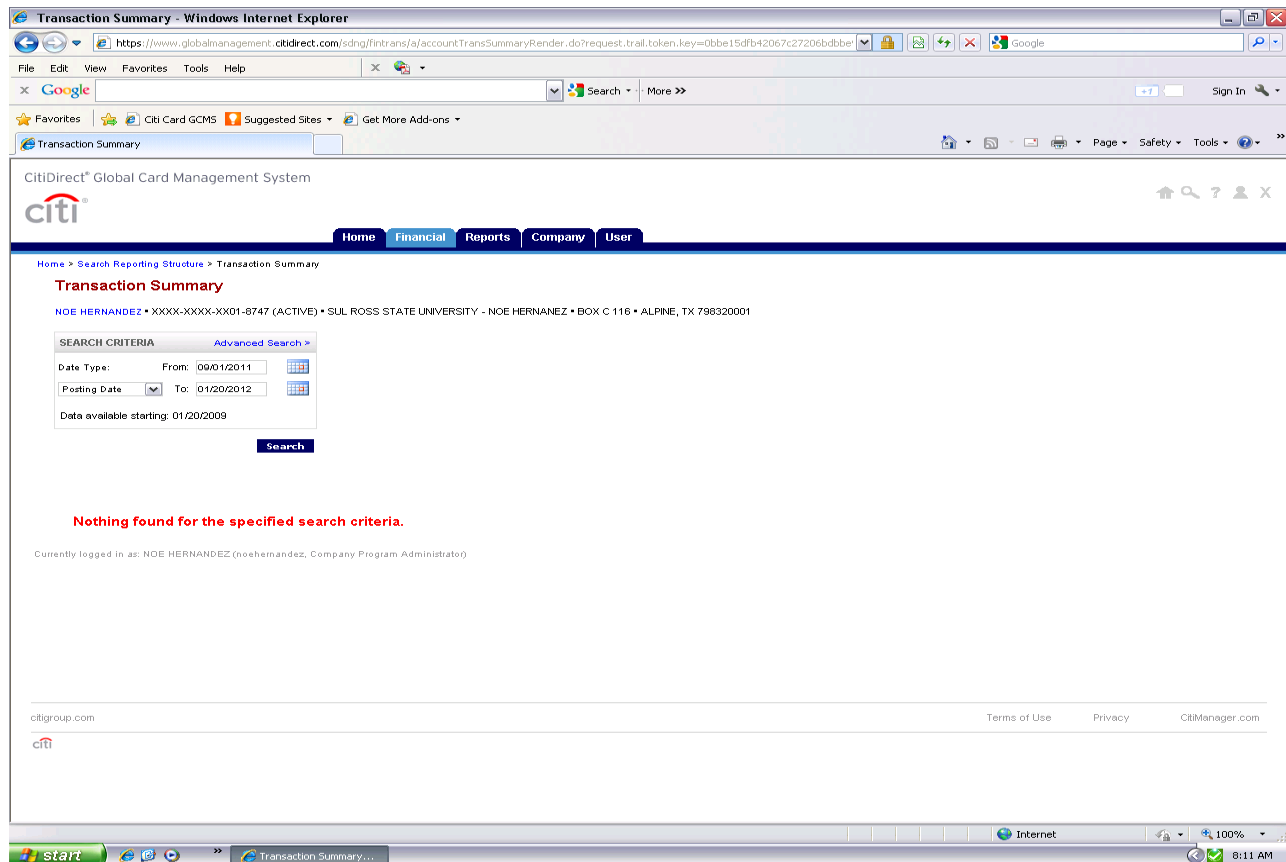 Transaction Summary - Windows Internet Explorer
https://www.globalmanagement.citidirect.com/sdng/fintrans/a/accountTransSummaryRender.do?request.trail.token.key=0bbe15dfb42067c27206bdbbe Google
File Edit View Favorites Tools Help
Google Search More >> Sign In
Favorites Citi Card GCMS Suggested Sites Get More Add-ons
Transaction Summary Page Safety Tools
CitiDirect® Global Card Management System
citi®
Home Financial Reports Company User
Home > Search Reporting Structure > Transaction Summary
Transaction Summary
NOE HERNANDEZ • XXXX-XXXX-XX01-8747 (ACTIVE) • SUL ROSS STATE UNIVERSITY - NOE HERNANEZ • BOX C 116 • ALPINE, TX 798320001
SEARCH CRITERIA Advanced Search >
Date Type: From: 09/01/2011
Posting Date To: 01/20/2012
Data available starting: 01/20/2009
Search
Nothing found for the specified search criteria.
Currently logged in as: NOE HERNANDEZ (noehernandez, Company Program Administrator)
citigroup.com Terms of Use Privacy CitiManager.com
citi
Internet 100%
start Transaction Summary... 8:11 AM